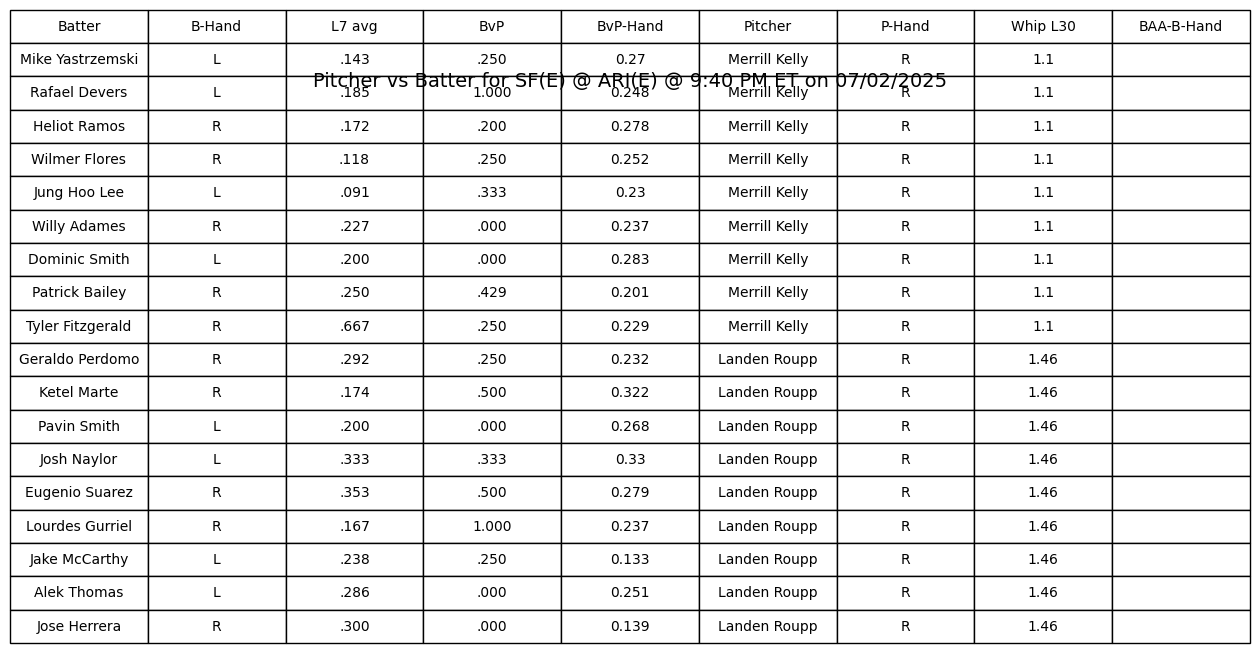 Batter B-Hand L7 avg BvP BvP-Hand Pitcher P-Hand Whip L30 BAA-B-Hand
Mike Yastrzemski L .143 .250 0.27 Merrill Kelly R 1.1
Pitcher vs Batter for SF(E) @ ARI(E) @ 9:40 PM ET on 07/02/2025
Rafael Devers L .185 1.000 0.248 Merrill Kelly R 1.1
Heliot Ramos R .172 .200 0.278 Merrill Kelly R 1.1
Wilmer Flores R .118 .250 0.252 Merrill Kelly R 1.1
Jung Hoo Lee L .091 .333 0.23 Merrill Kelly R 1.1
Willy Adames R .227 .000 0.237 Merrill Kelly R 1.1
Dominic Smith L .200 .000 0.283 Merrill Kelly R 1.1
Patrick Bailey R .250 .429 0.201 Merrill Kelly R 1.1
Tyler Fitzgerald R .667 .250 0.229 Merrill Kelly R 1.1
Geraldo Perdomo R .292 .250 0.232 Landen Roupp R 1.46
Ketel Marte R .174 .500 0.322 Landen Roupp R 1.46
Pavin Smith L .200 .000 0.268 Landen Roupp R 1.46
Josh Naylor L .333 .333 0.33 Landen Roupp R 1.46
Eugenio Suarez R .353 .500 0.279 Landen Roupp R 1.46
Lourdes Gurriel R .167 1.000 0.237 Landen Roupp R 1.46
Jake McCarthy L .238 .250 0.133 Landen Roupp R 1.46
Alek Thomas L .286 .000 0.251 Landen Roupp R 1.46
Jose Herrera R .300 .000 0.139 Landen Roupp R 1.46